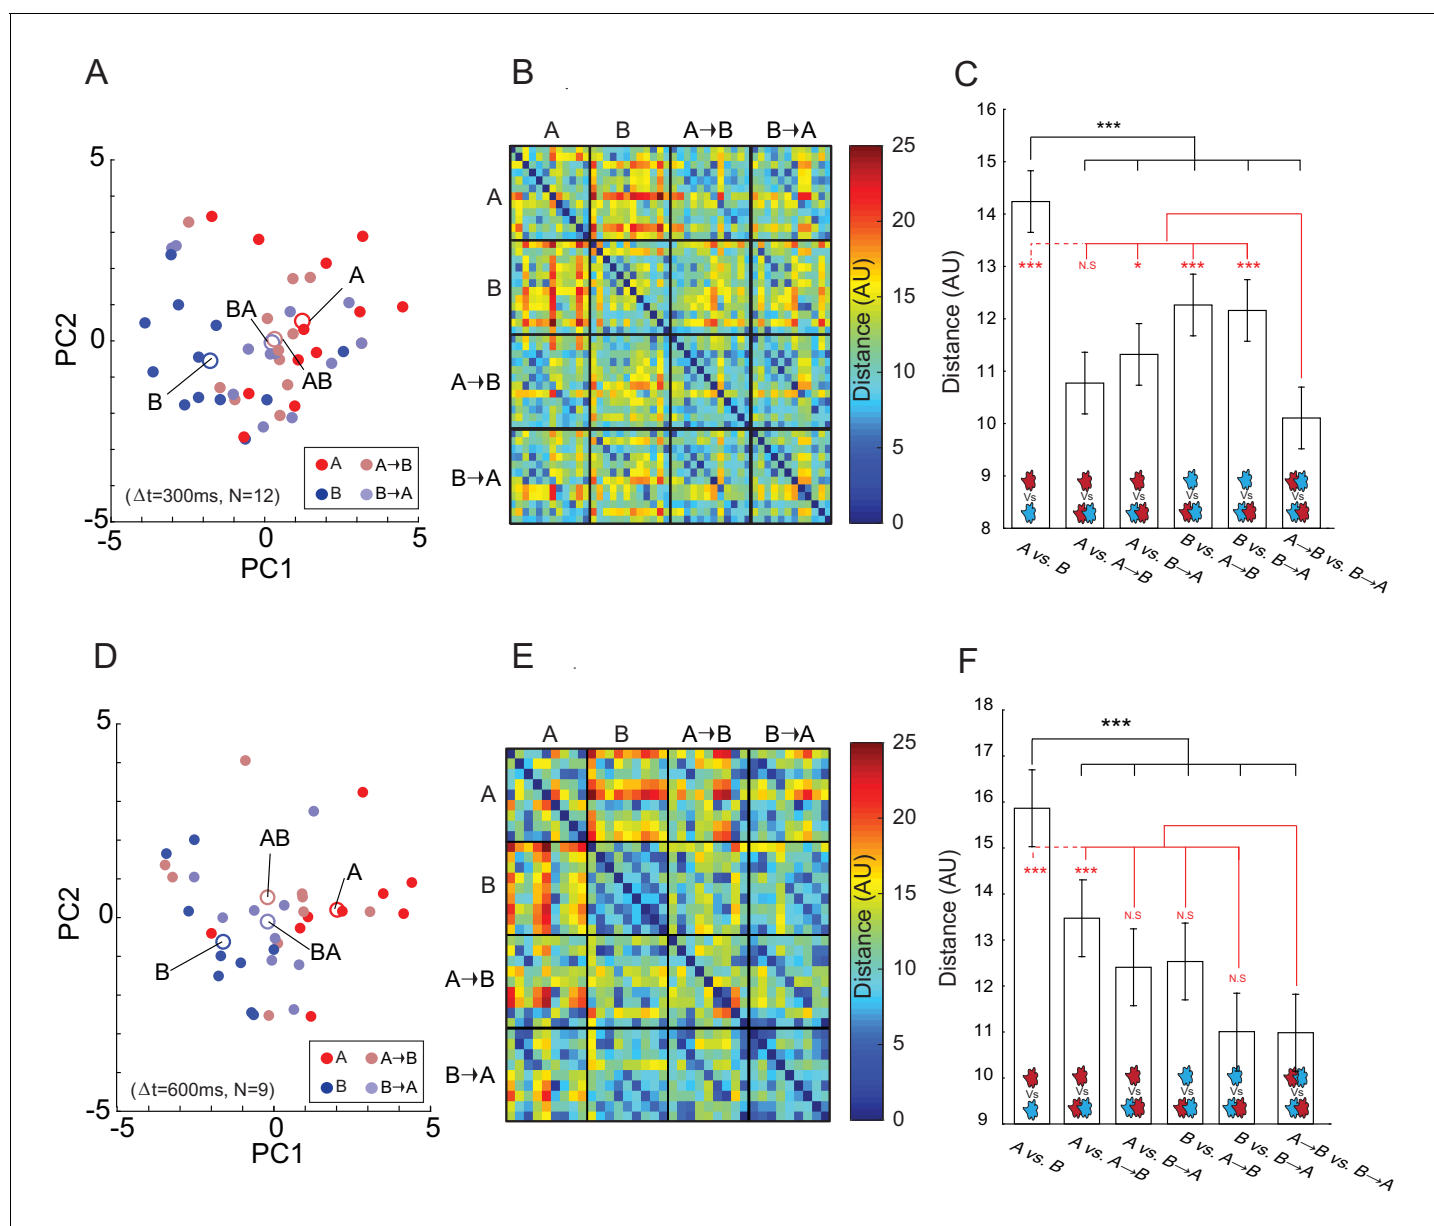 A
5
PC2
0
-5
-5
0
5
PC1
A
BA
AB
B
A
A→B
B
B→A
(Δt=300ms, N=12)
B
A
B
A→B
B→A
A
B
A→B
B→A
25
20
15
10
5
0
Distance (AU)
C
16
15
14
13
12
11
10
9
8
Distance (AU)
***
***
N.S
*
***
***
Vs
Vs
Vs
Vs
Vs
Vs
A vs. B
A vs. A→B
A vs. B→A
B vs. A→B
B vs. B→A
A→B vs. B→A
D
5
PC2
0
-5
-5
0
5
PC1
AB
A
B
BA
A
A→B
B
B→A
(Δt=600ms, N=9)
E
A
B
A→B
B→A
A
B
A→B
B→A
25
20
15
10
5
0
Distance (AU)
F
18
17
16
15
14
13
12
11
10
9
Distance (AU)
***
***
***
N.S
N.S
N.S
Vs
Vs
Vs
Vs
Vs
Vs
A vs. B
A vs. A→B
A vs. B→A
B vs. A→B
B vs. B→A
A→B vs. B→A